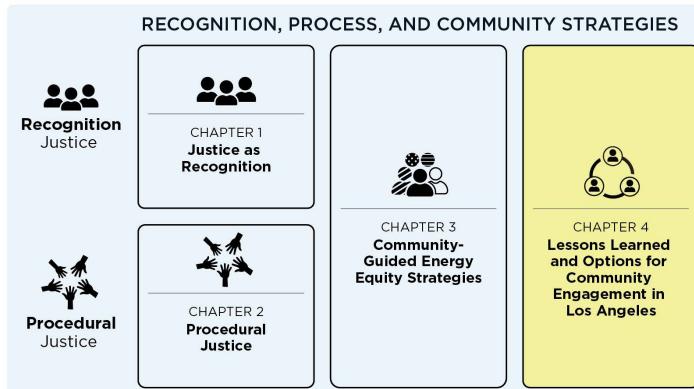 RECOGNITION, PROCESS, AND COMMUNITY STRATEGIES
Recognition
Justice
CHAPTER 1
Justice as
Recognition
Procedural
Justice
CHAPTER 2
Procedural
Justice
CHAPTER 3
Community-
Guided Energy
Equity Strategies
CHAPTER 4
Lessons Learned
and Options for
Community
Engagement in
Los Angeles